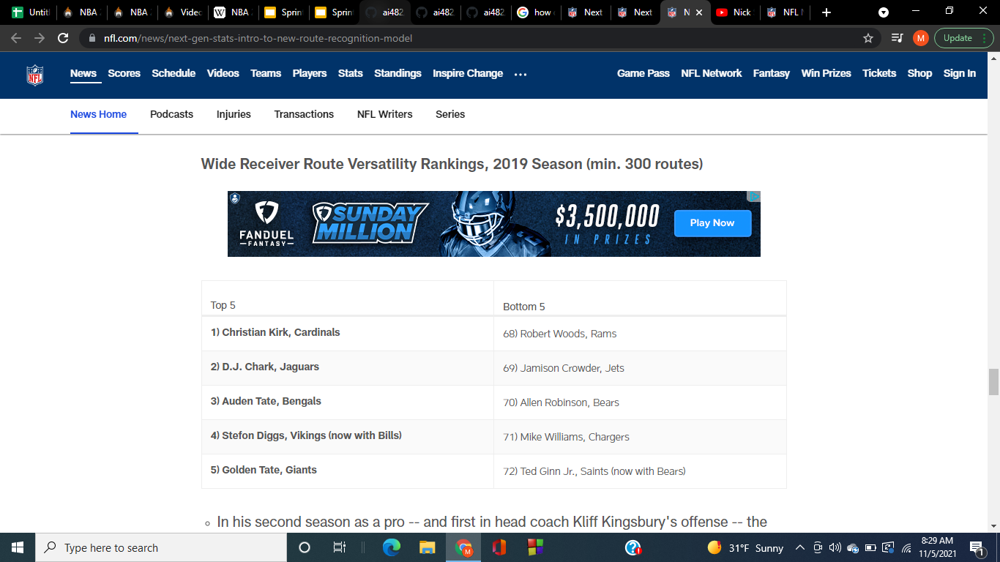 Untitl
NBA
NBA
Videc
W NBA
Sprin
Sprin
ai482
ai482
ai482
how
Next
Next
N
Nick
NFL
nfl.com/news/next-gen-stats-intro-to-new-route-recognition-model
M
Update
NFL
News Scores Schedule Videos Teams Players Stats Standings Inspire Change ... Game Pass NFL Network Fantasy Win Prizes Tickets Shop Sign In
News Home Podcasts Injuries Transactions NFL Writers Series
Wide Receiver Route Versatility Rankings, 2019 Season (min. 300 routes)
FANDUEL
—FANTASY—
SUNDAY
MILLION
$3,500,000
IN PRIZES
Play Now
Top 5 Bottom 5
1) Christian Kirk, Cardinals 68) Robert Woods, Rams
2) D.J. Chark, Jaguars 69) Jamison Crowder, Jets
3) Auden Tate, Bengals 70) Allen Robinson, Bears
4) Stefon Diggs, Vikings (now with Bills) 71) Mike Williams, Chargers
5) Golden Tate, Giants 72) Ted Ginn Jr., Saints (now with Bears)
In his second season as a pro -- and first in head coach Kliff Kingsbury's offense -- the
Type here to search
M
31°F Sunny
8:29 AM
11/5/2021
1